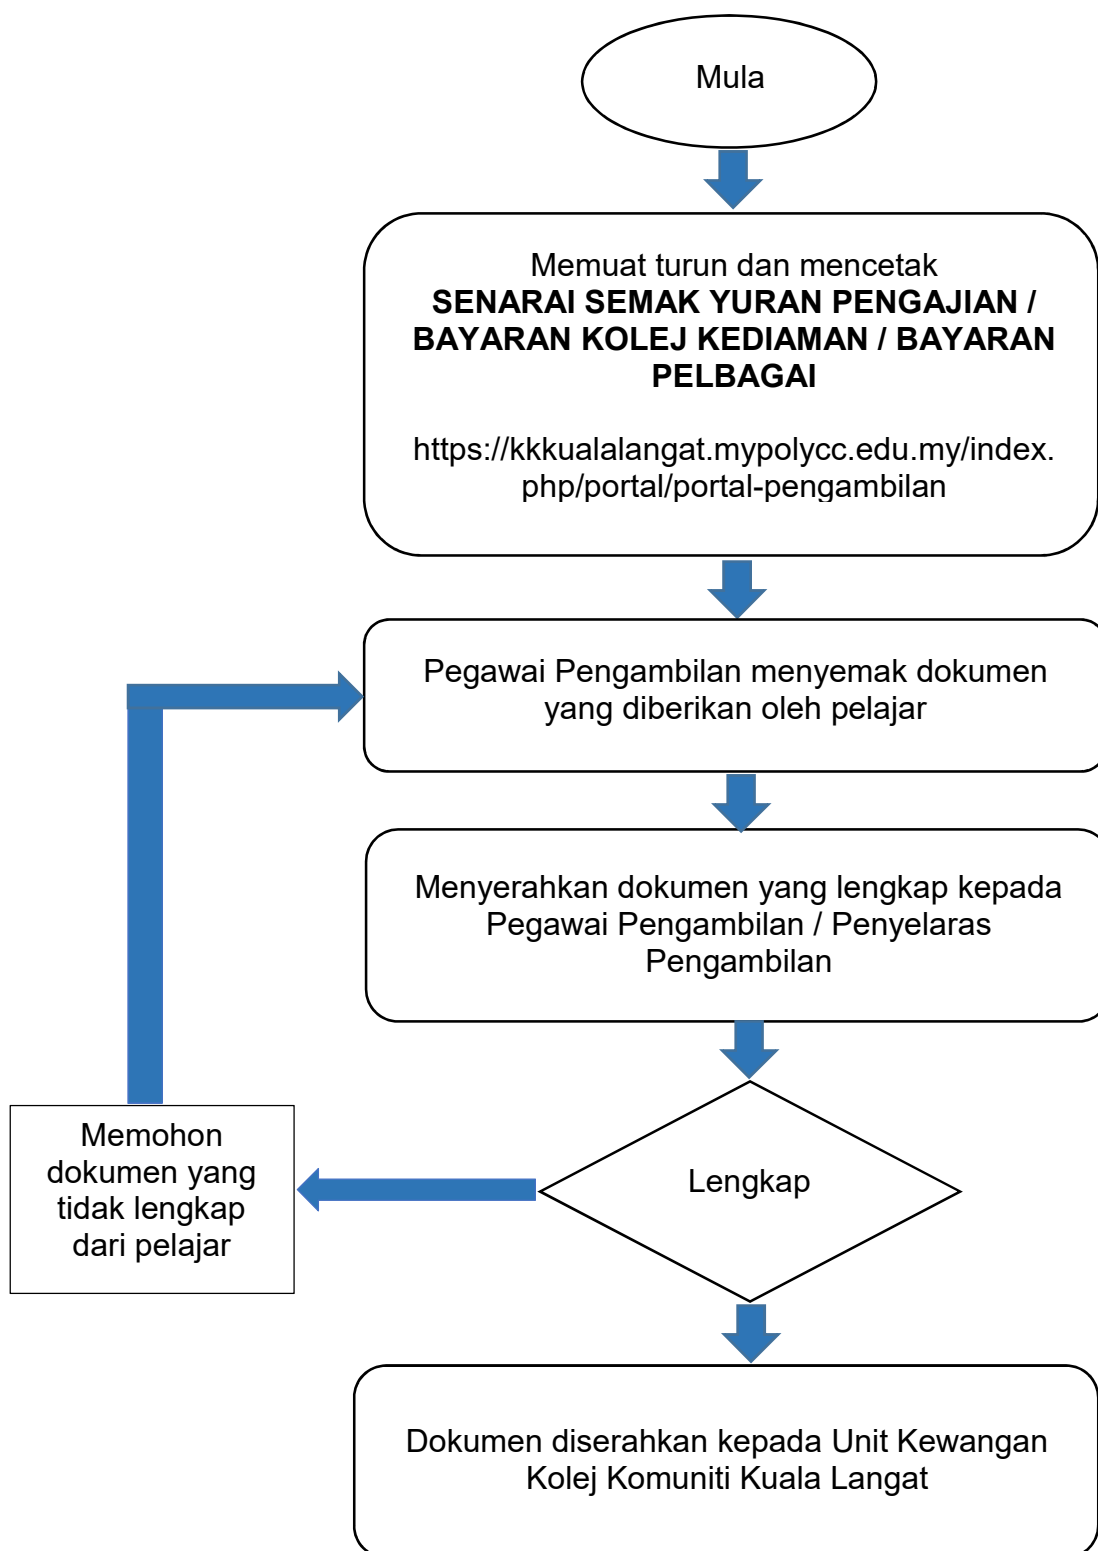 Mula
Memuat turun dan mencetak
SENARAI SEMAK YURAN PENGAJIAN /
BAYARAN KOLEJ KEDIAMAN / BAYARAN
PELBAGAI
https://kkkualalangat.mypolycc.edu.my/index.
php/portal/portal-pengambilan
Pegawai Pengambilan menyemak dokumen
yang diberikan oleh pelajar
Menyerahkan dokumen yang lengkap kepada
Pegawai Pengambilan / Penyelaras
Pengambilan
Lengkap
Memohon
dokumen yang
tidak lengkap
dari pelajar
Dokumen diserahkan kepada Unit Kewangan
Kolej Komuniti Kuala Langat